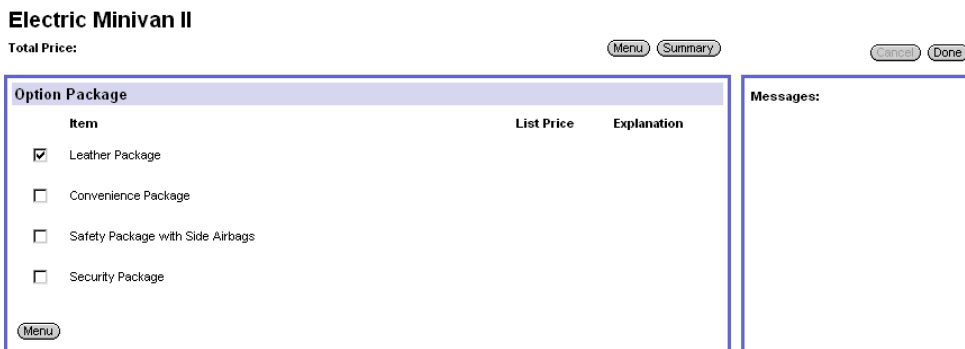 Electric Minivan II
Total Price:
Menu Summary Cancel Done
Option Package
Messages:
Item List Price Explanation
Leather Package
Convenience Package
Safety Package with Side Airbags
Security Package
Menu